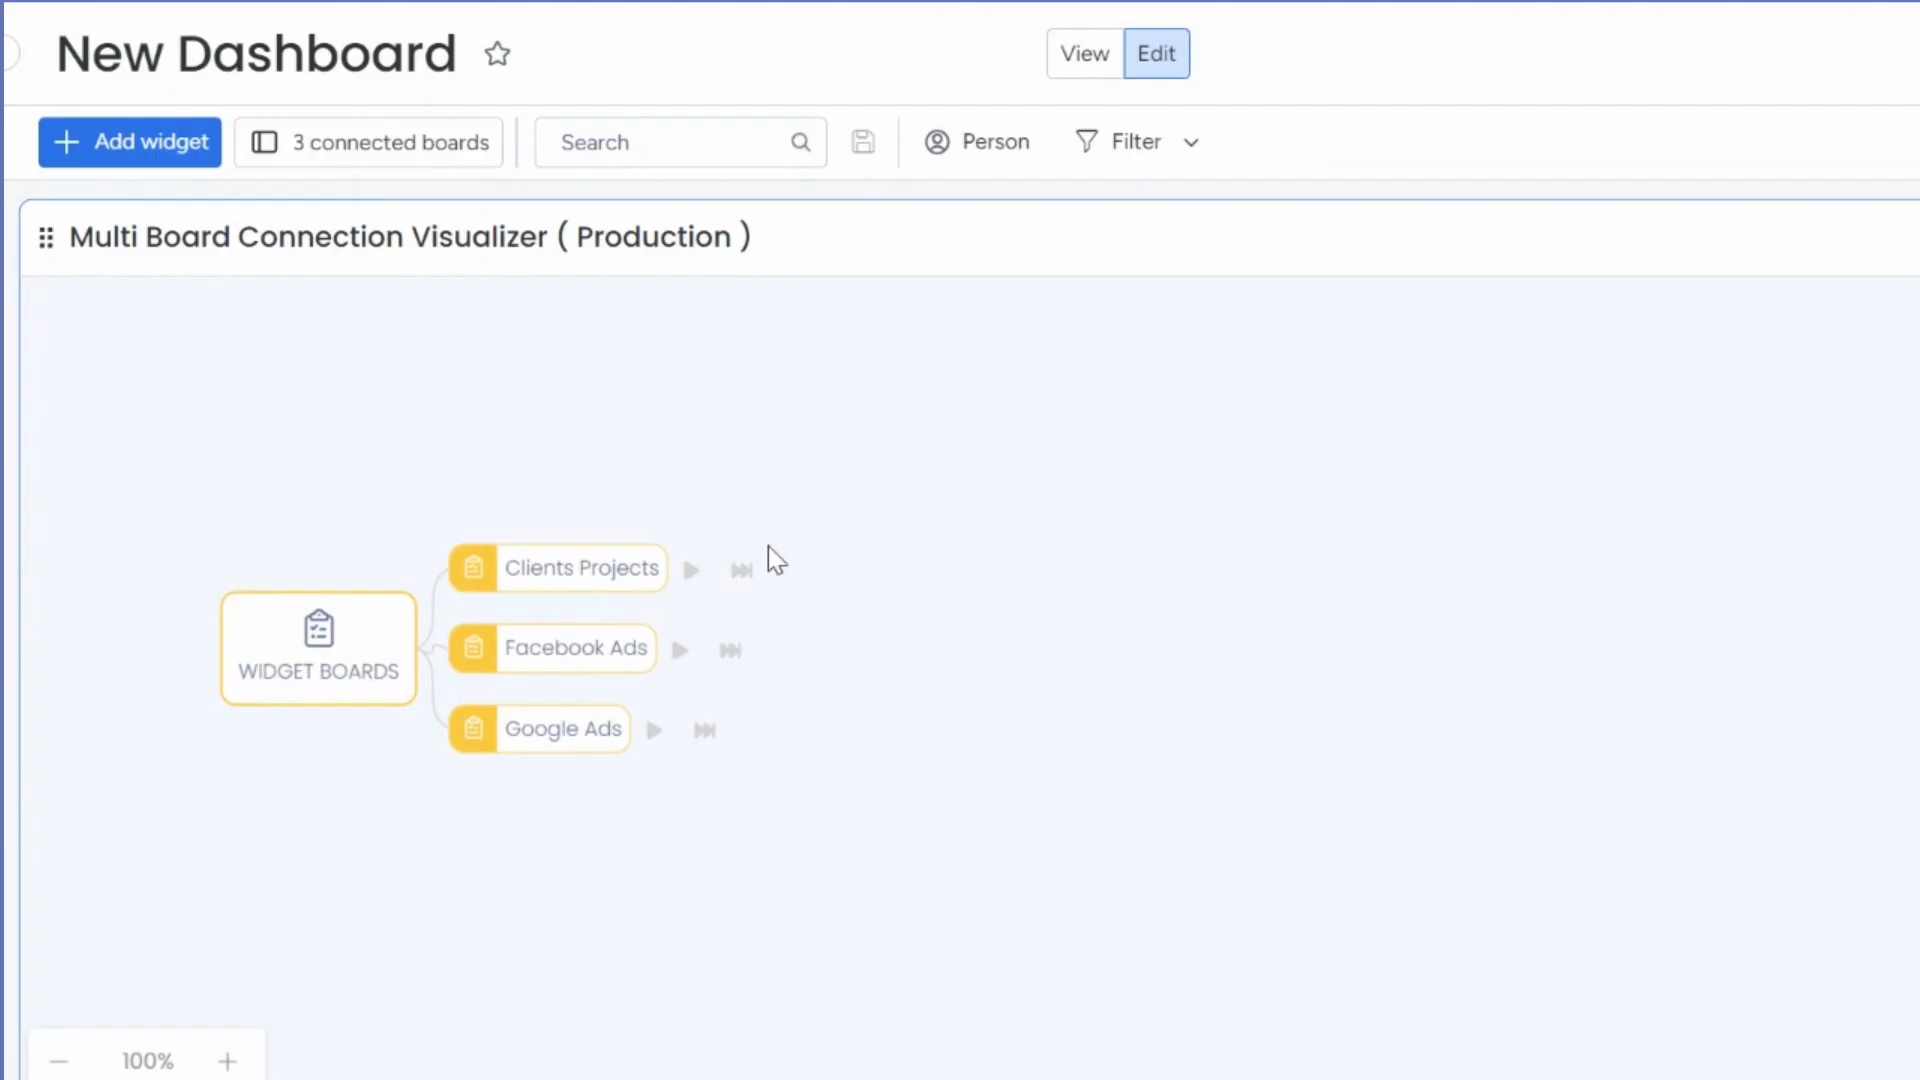 New Dashboard
View Edit
Add widget 3 connected boards Search Person Filter
Multi Board Connection Visualizer ( Production )
Clients Projects
Facebook Ads
WIDGET BOARDS
Google Ads
100%